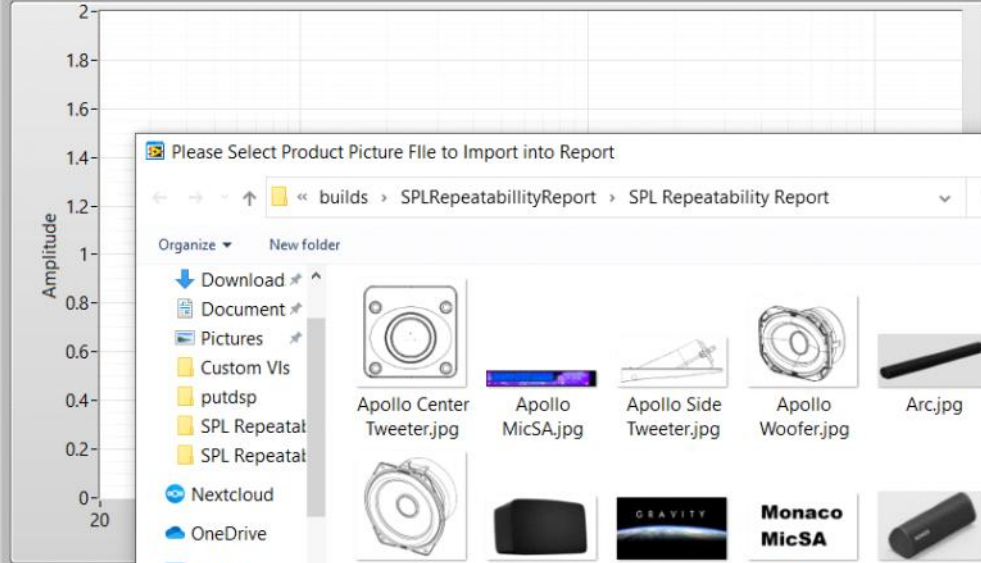 2
1.8
1.6
1.4
1.2
1
0.8
0.6
0.4
0.2
0
20
Amplitude
Please Select Product Picture FIle to Import into Report
« builds › SPLRepeatabillityReport › SPL Repeatability Report
Organize New folder
Download
Document
Pictures
Custom VIs
putdsp
SPL Repeatab
SPL Repeatab
Nextcloud
OneDrive
Apollo Center
Tweeter.jpg
Apollo
MicSA.jpg
Apollo Side
Tweeter.jpg
Apollo
Woofer.jpg
Arc.jpg
GRAVITY
Monaco
MicSA